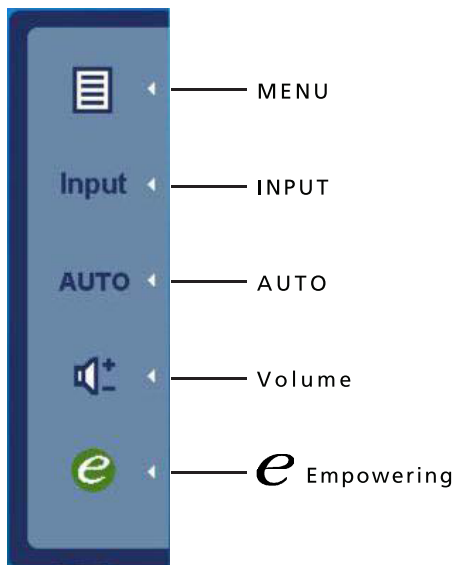 MENU
Input INPUT
AUTO AUTO
Volume
e e Empowering